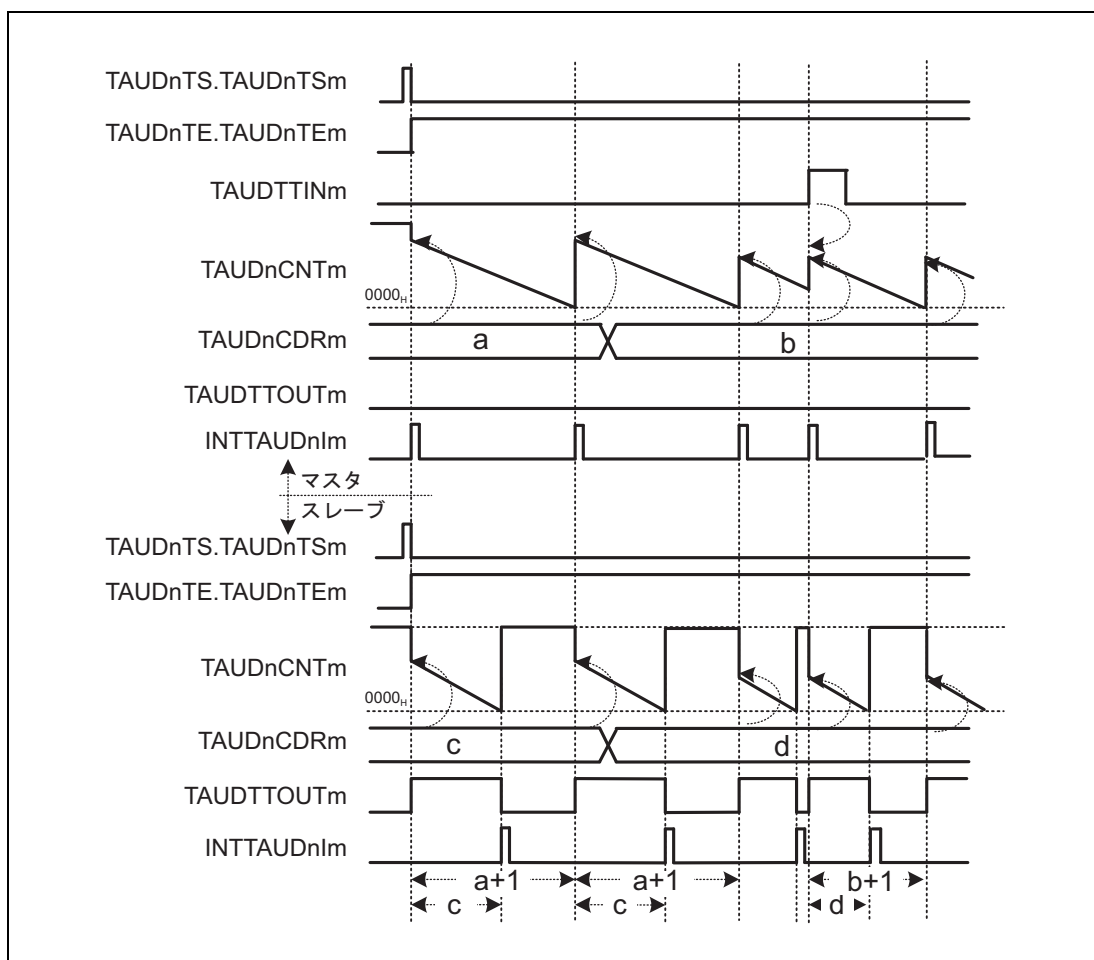 TAUDnTS.TAUDnTSm
TAUDnTE.TAUDnTEm
TAUDTTINm
TAUDnCNTm
0000H
TAUDnCDRm
a
b
TAUDTTOUTm
INTTAUDnIm
マスタ
スレーブ
TAUDnTS.TAUDnTSm
TAUDnTE.TAUDnTEm
TAUDnCNTm
0000H
TAUDnCDRm
c
d
TAUDTTOUTm
INTTAUDnIm
a+1 a+1 b+1
c c d